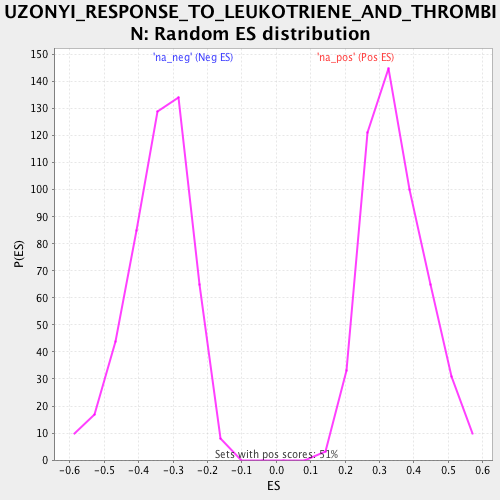 UZONYI_RESPONSE_TO_LEUKOTRIENE_AND_THROMBI
N: Random ES distribution
'na_neg' (Neg ES) 'na_pos' (Pos ES)
150
140
130
120
110
100
90
80
70
60
50
40
30
20
10
0
P(ES)
Sets with pos scores: 51%
-0.6 -0.5 -0.4 -0.3 -0.2 -0.1 0.0 0.1 0.2 0.3 0.4 0.5 0.6
ES